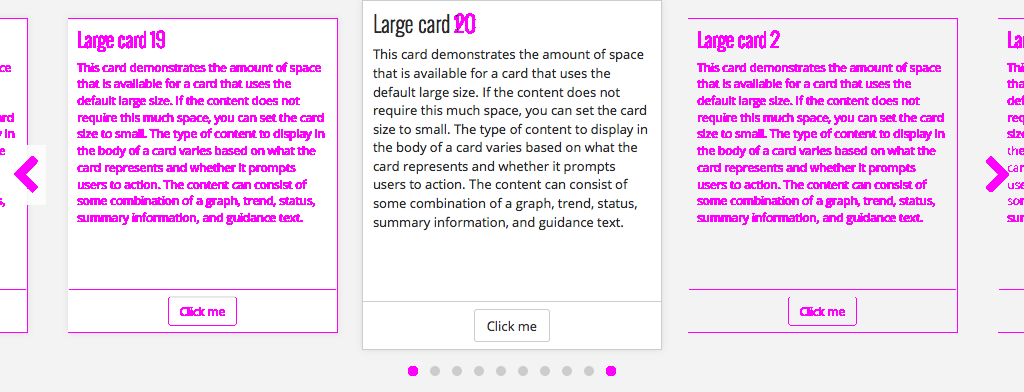 Large card 19
This card demonstrates the amount of space
that is available for a card that uses the
default large size. If the content does not
require this much space, you can set the card
size to small. The type of content to display in
the body of a card varies based on what the
card represents and whether it prompts
users to action. The content can consist of
some combination of a graph, trend, status,
summary information, and guidance text.
Click me
Large card
This card demonstrates the amount of space
that is available for a card that uses the
default large size. If the content does not
require this much space, you can set the card
size to small. The type of content to display in
the body of a card varies based on what the
card represents and whether it prompts
users to action. The content can consist of
some combination of a graph, trend, status,
summary information, and guidance text.
Click me
Large card 2
This card demonstrates the amount of space
that is available for a card that uses the
default large size. If the content does not
require this much space, you can set the card
size to small. The type of content to display in
the body of a card varies based on what the
card represents and whether it prompts
users to action. The content can consist of
some combination of a graph, trend, status,
summary information, and guidance text.
Click me